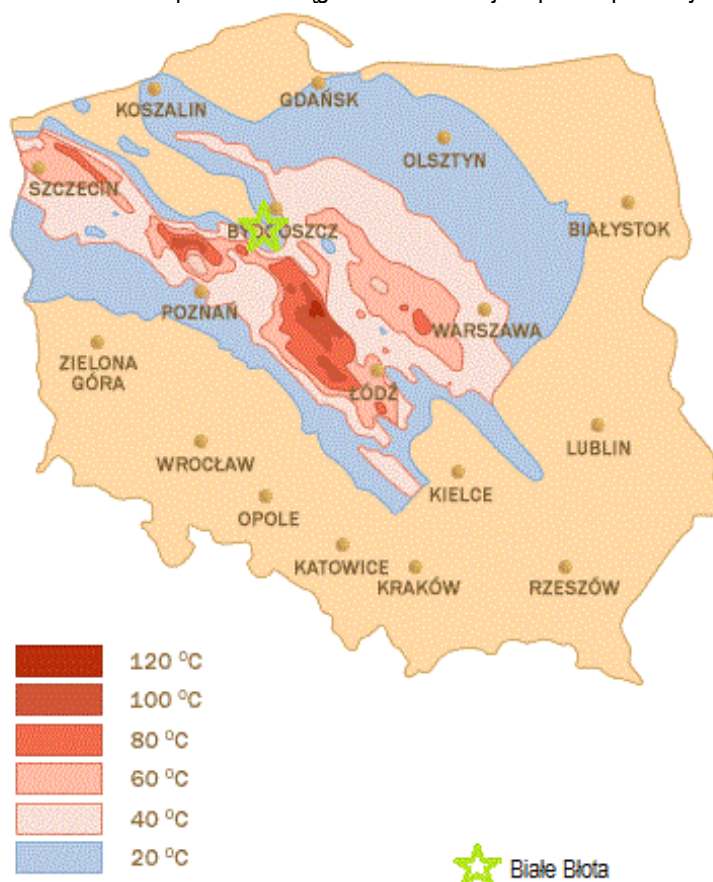 KOSZALIN
GDAŃSK
OLSZTYN
SZCZECIN
BIAŁYSTOK
BYDGOSZCZ
POZNAŃ
WARSZAWA
ZIELONA
GÓRA
ŁÓDŹ
LUBLIN
WROCŁAW
KIELCE
OPOLE
KATOWICE
KRAKÓW
RZESZÓW
120 °C
100 °C
80 °C
60 °C
40 °C
20 °C
Białe Błota